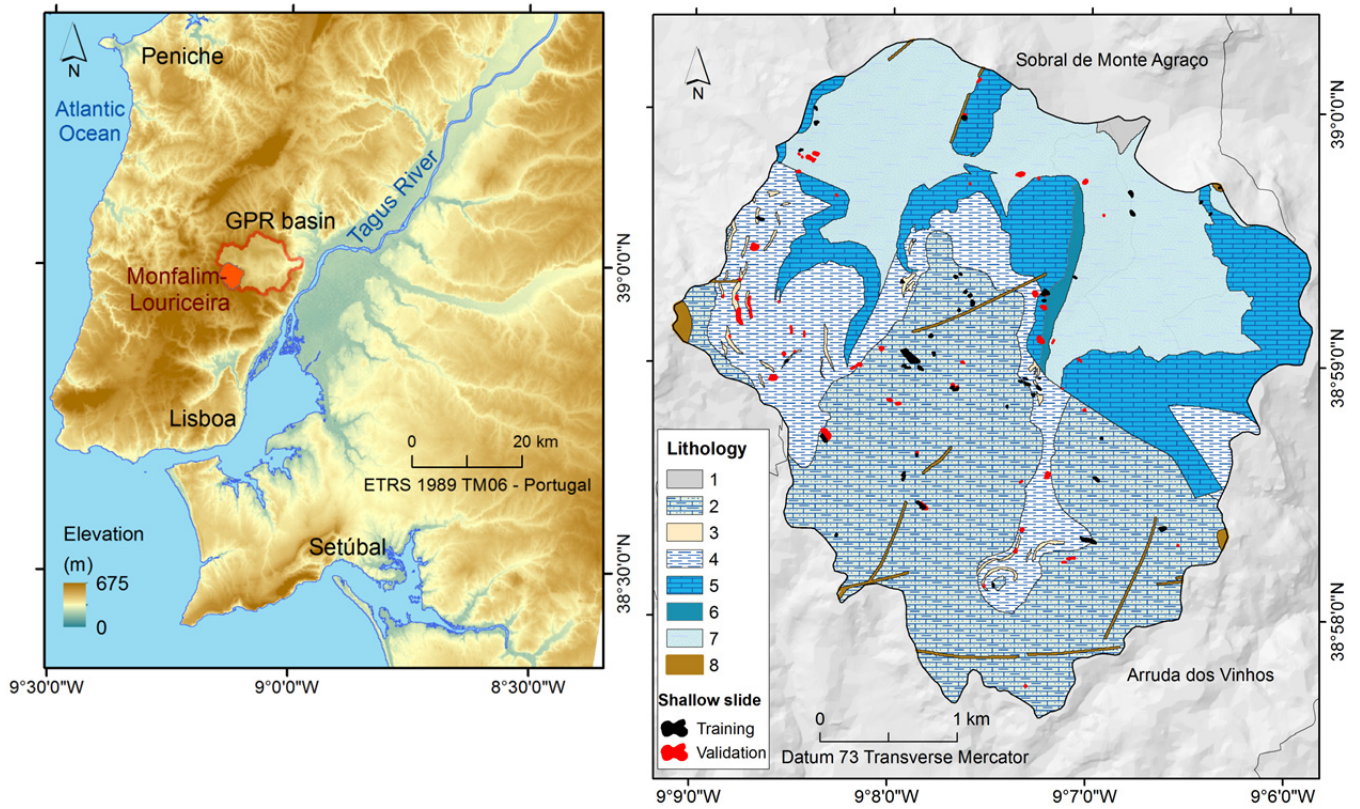 N
Peniche
Atlantic
Ocean
GPR basin
Tagus River
Monfalim-
Louriceira
Lisboa
0 20 km
ETRS 1989 TM06 - Portugal
Elevation
(m)
675
0
Setúbal
39°0'0"N
38°30'0"N
9°30'0"W 9°0'0"W 8°30'0"W
N
Sobral de Monte Agraço
39°0'0"N
38°59'0"N
38°58'0"N
Lithology
1
2
3
4
5
6
7
8
Shallow slide
Training
Validation
0 1 km
Datum 73 Transverse Mercator
Arruda dos Vinhos
9°9'0"W 9°8'0"W 9°7'0"W 9°6'0"W